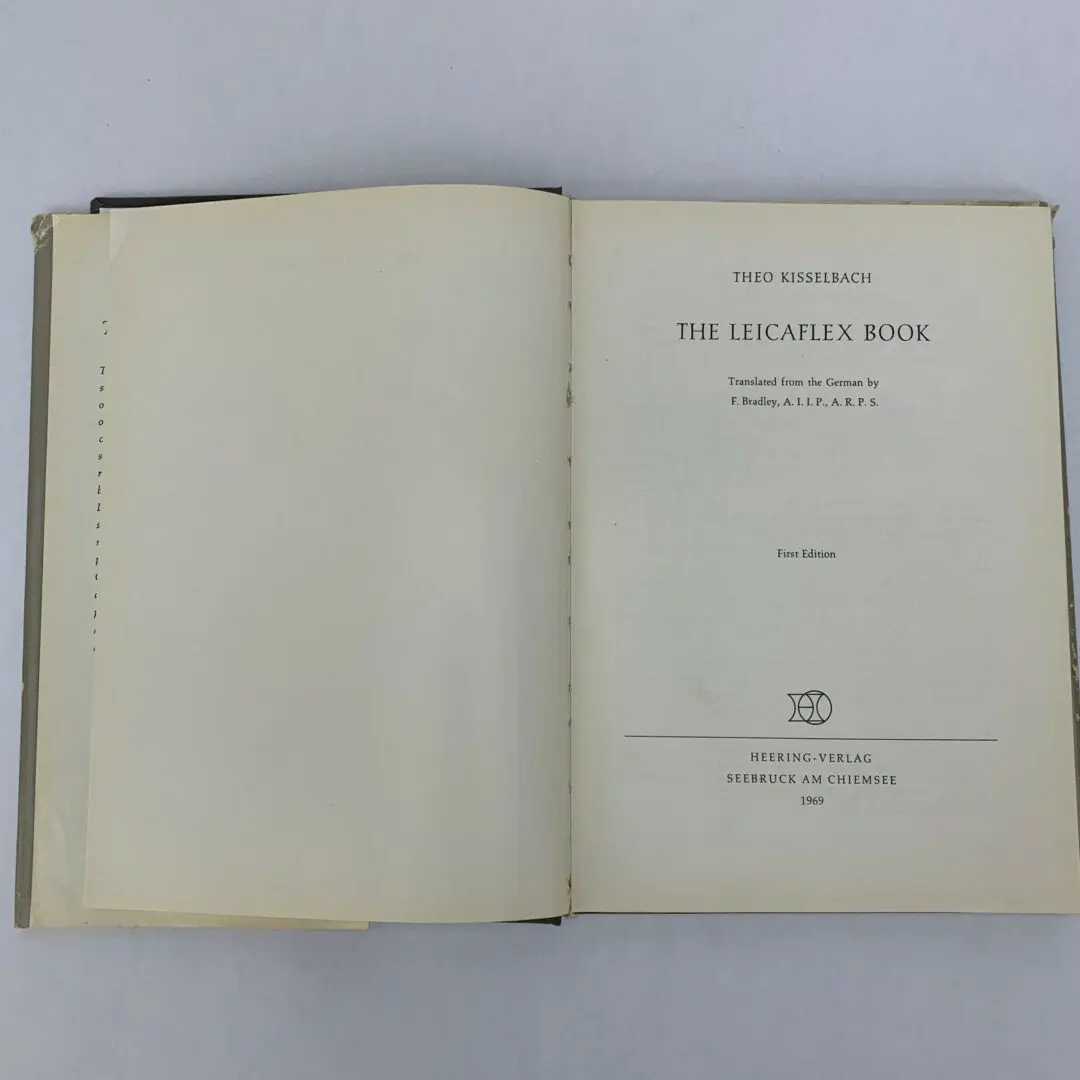 THEO KISSELBACH
THE LEICAFLEX BOOK
Translated from the German by
F. Bradley, A. I. I. P., A. R. P. S.
First Edition
HEERING-VERLAG
SEEBRUCK AM CHIEMSEE
1969